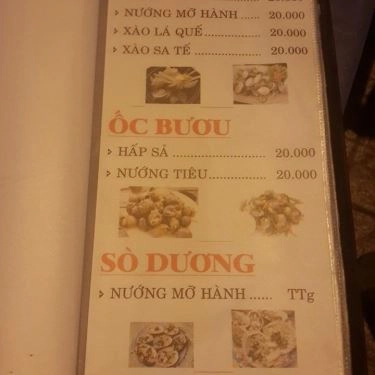 NƯỚNG MỠ HÀNH ...... 20.000
XÀO LÁ QUẾ ............. 20.000
XÀO SA TẾ ............... 20.000
ỐC BƯƠU
HẤP SẢ ...................... 20.000
NƯỚNG TIÊU.............. 20.000
SÒ DƯƠNG
NƯỚNG MỠ HÀNH ...... TTg